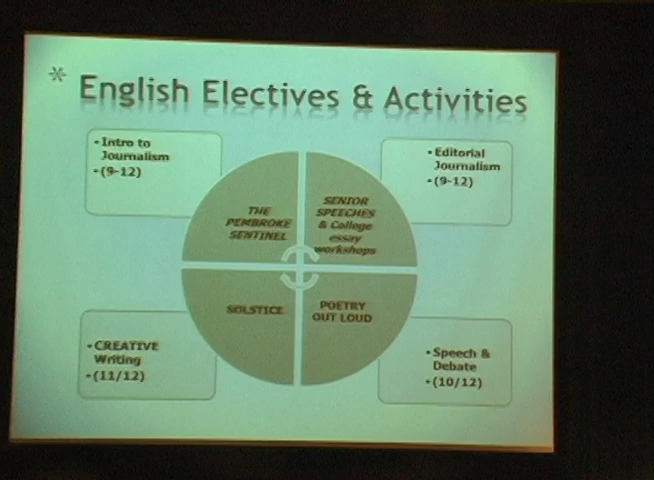 * English Electives & Activities
• Intro to
Journalism
• (9-12)
• Editorial
Journalism
• (9-12)
THE
PEMBROKE
SENTINEL
SENIOR
SPEECHES
& College
essay
workshops
SOLSTICE
POETRY
OUT LOUD
• CREATIVE
Writing
• (11/12)
• Speech &
Debate
• (10/12)